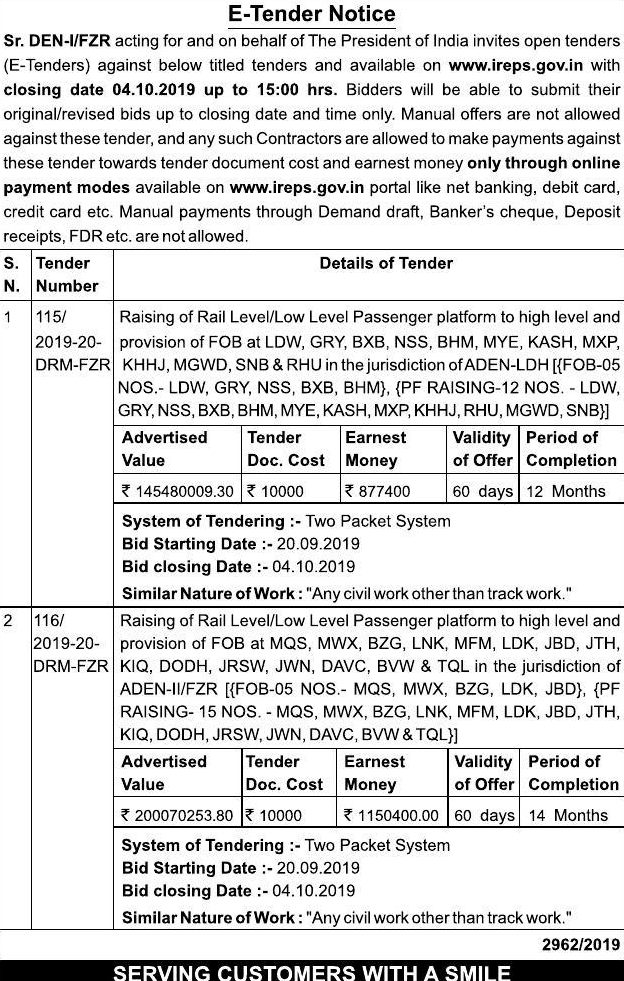 E-Tender Notice
Sr. DEN-I/FZR acting for and on behalf of The President of India invites open tenders
(E-Tenders) against below titled tenders and available on www.ireps.gov.in with
closing date 04.10.2019 up to 15:00 hrs. Bidders will be able to submit their
original/revised bids up to closing date and time only. Manual offers are not allowed
against these tender, and any such Contractors are allowed to make payments against
these tender towards tender document cost and earnest money only through online
payment modes available on www.ireps.gov.in portal like net banking, debit card,
credit card etc. Manual payments through Demand draft, Banker's cheque, Deposit
receipts, FDR etc. are not allowed.
S. N. Tender Number Details of Tender
1 115/ 2019-20- DRM-FZR
Raising of Rail Level/Low Level Passenger platform to high level and
provision of FOB at LDW, GRY, BXB, NSS, BHM, MYE, KASH, MXP,
KHHJ, MGWD, SNB & RHU in the jurisdiction of ADEN-LDH [{FOB-05
NOS.- LDW, GRY, NSS, BXB, BHM}, {PF RAISING-12 NOS. - LDW,
GRY, NSS, BXB, BHM, MYE, KASH, MXP, KHHJ, RHU, MGWD, SNB}]
Advertised Value Tender Doc. Cost Earnest Money Validity of Offer Period of Completion
₹ 145480009.30 ₹ 10000 ₹ 877400 60 days 12 Months
System of Tendering :- Two Packet System
Bid Starting Date :- 20.09.2019
Bid closing Date :- 04.10.2019
Similar Nature of Work : "Any civil work other than track work."
2 116/ 2019-20- DRM-FZR
Raising of Rail Level/Low Level Passenger platform to high level and
provision of FOB at MQS, MWX, BZG, LNK, MFM, LDK, JBD, JTH,
KIQ, DODH, JRSW, JWN, DAVC, BVW & TQL in the jurisdiction of
ADEN-II/FZR [{FOB-05 NOS.- MQS, MWX, BZG, LDK, JBD}, {PF
RAISING- 15 NOS. - MQS, MWX, BZG, LNK, MFM, LDK, JBD, JTH,
KIQ, DODH, JRSW, JWN, DAVC, BVW & TQL}]
Advertised Value Tender Doc. Cost Earnest Money Validity of Offer Period of Completion
₹ 200070253.80 ₹ 10000 ₹ 1150400.00 60 days 14 Months
System of Tendering :- Two Packet System
Bid Starting Date :- 20.09.2019
Bid closing Date :- 04.10.2019
Similar Nature of Work : "Any civil work other than track work."
2962/2019
SERVING CUSTOMERS WITH A SMILE